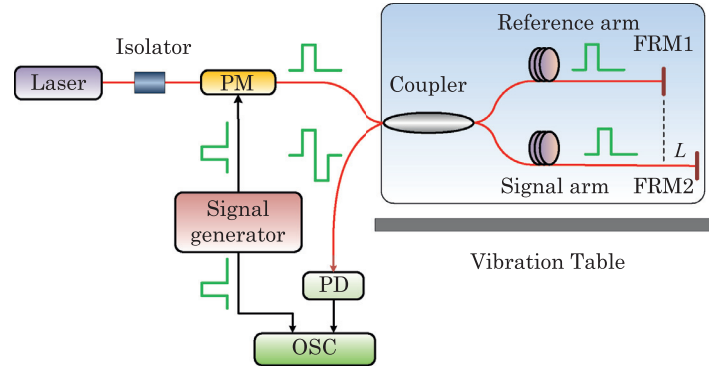 Reference arm
FRM1
Isolator
Laser
PM
Coupler
L
Signal arm
FRM2
Signal
generator
Vibration Table
PD
OSC